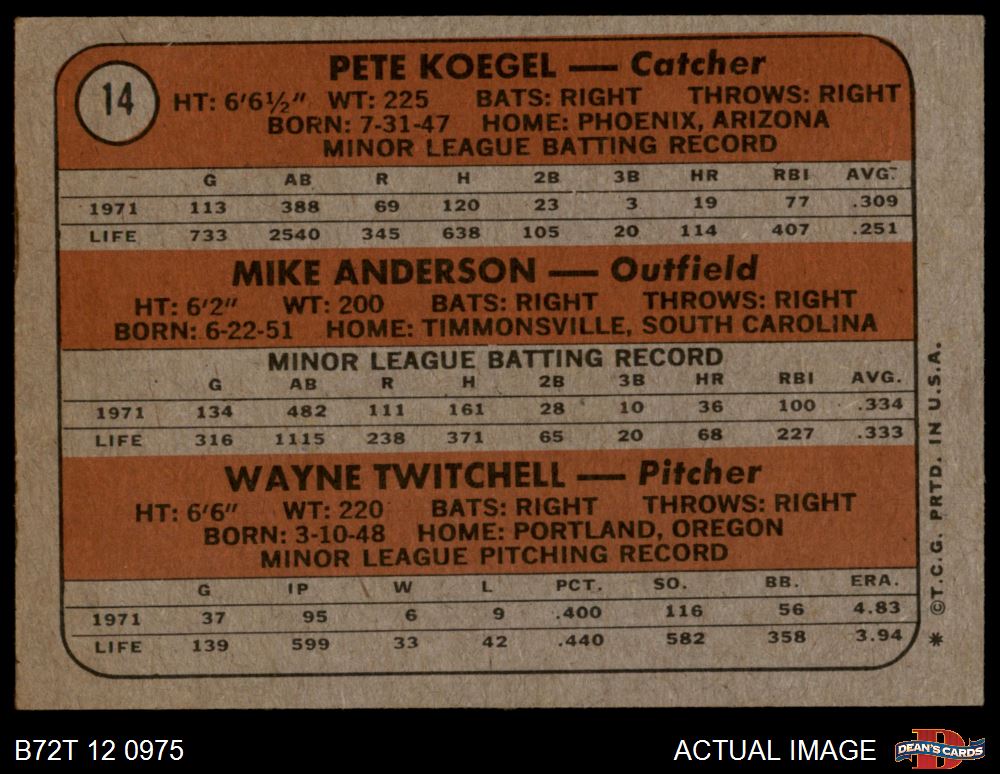 14
PETE KOEGEL — Catcher
HT: 6'6½" WT: 225 BATS: RIGHT THROWS: RIGHT
BORN: 7-31-47 HOME: PHOENIX, ARIZONA
MINOR LEAGUE BATTING RECORD
G AB R H 2B 3B HR RBI AVG.
1971 113 388 69 120 23 3 19 77 .309
LIFE 733 2540 345 638 105 20 114 407 .251
MIKE ANDERSON — Outfield
HT: 6'2" WT: 200 BATS: RIGHT THROWS: RIGHT
BORN: 6-22-51 HOME: TIMMONSVILLE, SOUTH CAROLINA
MINOR LEAGUE BATTING RECORD
G AB R H 2B 3B HR RBI AVG.
1971 134 482 111 161 28 10 36 100 .334
LIFE 316 1115 238 371 65 20 68 227 .333
WAYNE TWITCHELL — Pitcher
HT: 6'6" WT: 220 BATS: RIGHT THROWS: RIGHT
BORN: 3-10-48 HOME: PORTLAND, OREGON
MINOR LEAGUE PITCHING RECORD
G IP W L PCT. SO. BB. ERA.
1971 37 95 6 9 .400 116 56 4.83
LIFE 139 599 33 42 .440 582 358 3.94
* ©T.C.G. PRTD. IN U.S.A.
B72T 12 0975
ACTUAL IMAGE
D
DEAN'S CARDS